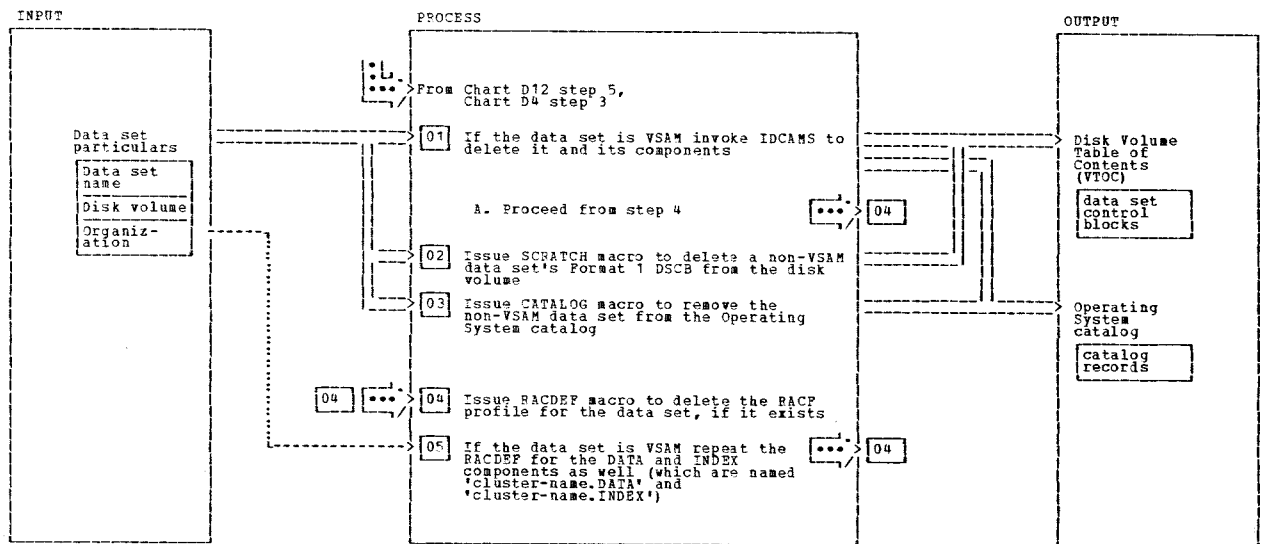 INPUT
PROCESS
OUTPUT
From Chart D12 step 5,
Chart D4 step 3
Data set
particulars
Data set
name
Disk volume
Organiz-
ation
01 If the data set is VSAM invoke IDCAMS to
delete it and its components
A. Proceed from step 4
04
02 Issue SCRATCH macro to delete a non-VSAM
data set's Format 1 DSCB from the disk
volume
03 Issue CATALOG macro to remove the
non-VSAM data set from the Operating
System catalog
04
04 Issue RACDEF macro to delete the RACF
profile for the data set, if it exists
05 If the data set is VSAM repeat the
RACDEF for the DATA and INDEX
components as well (which are named
'cluster-name.DATA' and
'cluster-name.INDEX')
04
Disk Volume
Table of
Contents
(VTOC)
data set
control
blocks
Operating
System
catalog
catalog
records